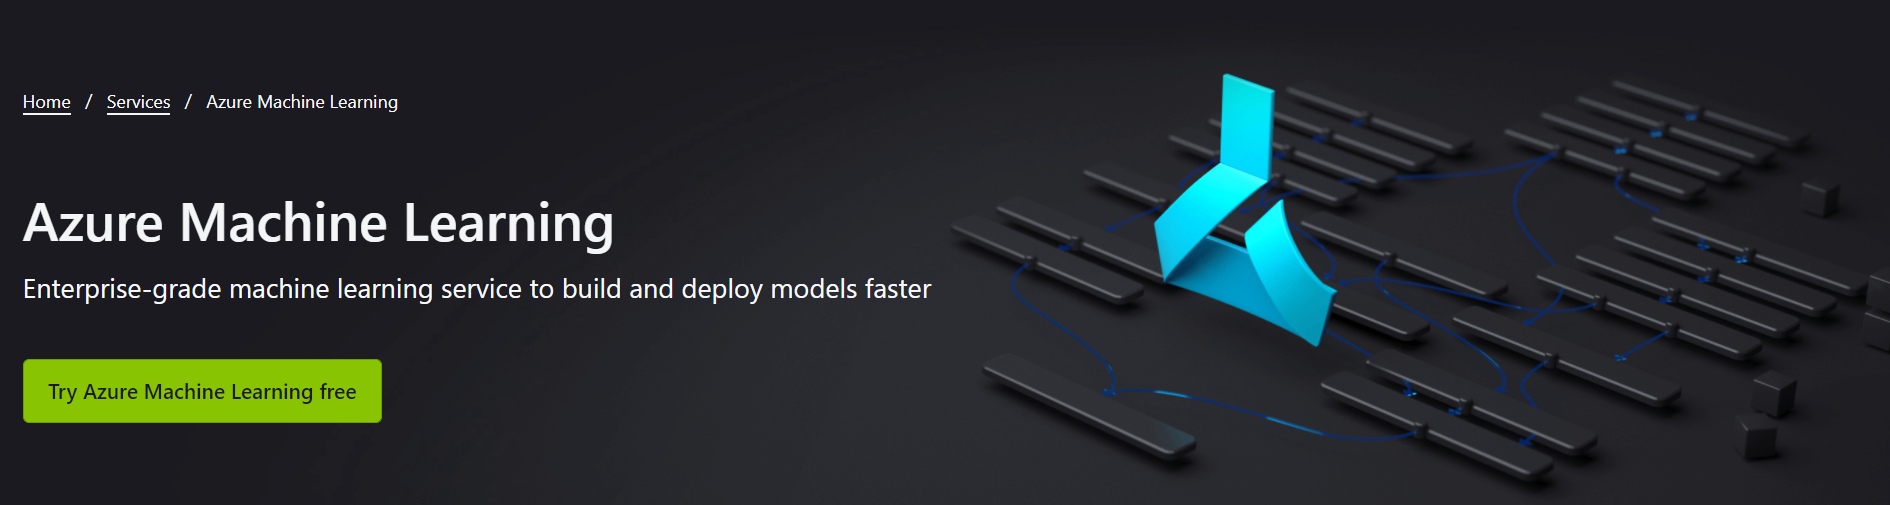 Home / Services / Azure Machine Learning
Azure Machine Learning
Enterprise-grade machine learning service to build and deploy models faster
Try Azure Machine Learning free